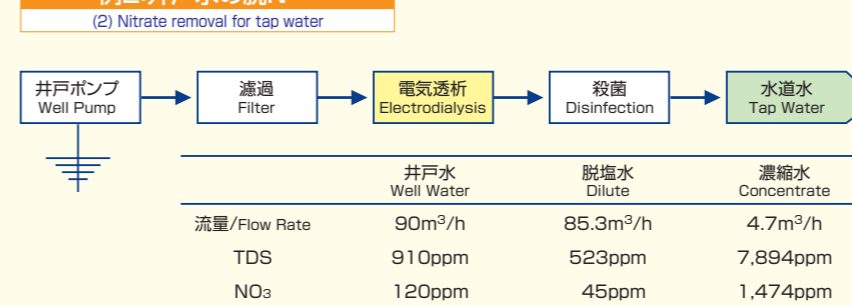 (2) Nitrate removal for tap water
井戸ポンプ
Well Pump
濾過
Filter
電気透析
Electrodialysis
殺菌
Disinfection
水道水
Tap Water
井戸水 脱塩水 濃縮水
Well Water Dilute Concentrate
流量/Flow Rate 90m³/h 85.3m³/h 4.7m³/h
TDS 910ppm 523ppm 7,894ppm
NO₃ 120ppm 45ppm 1,474ppm